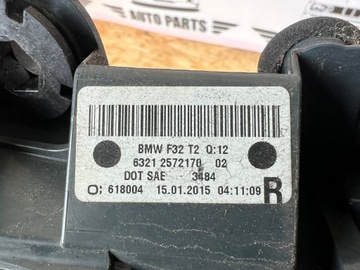 AUTO PARTS
BMW F32 T2 Q:12
6321 2572170 02
DOT SAE 3484
O: 618004 15.01.2015 04:11:09 R